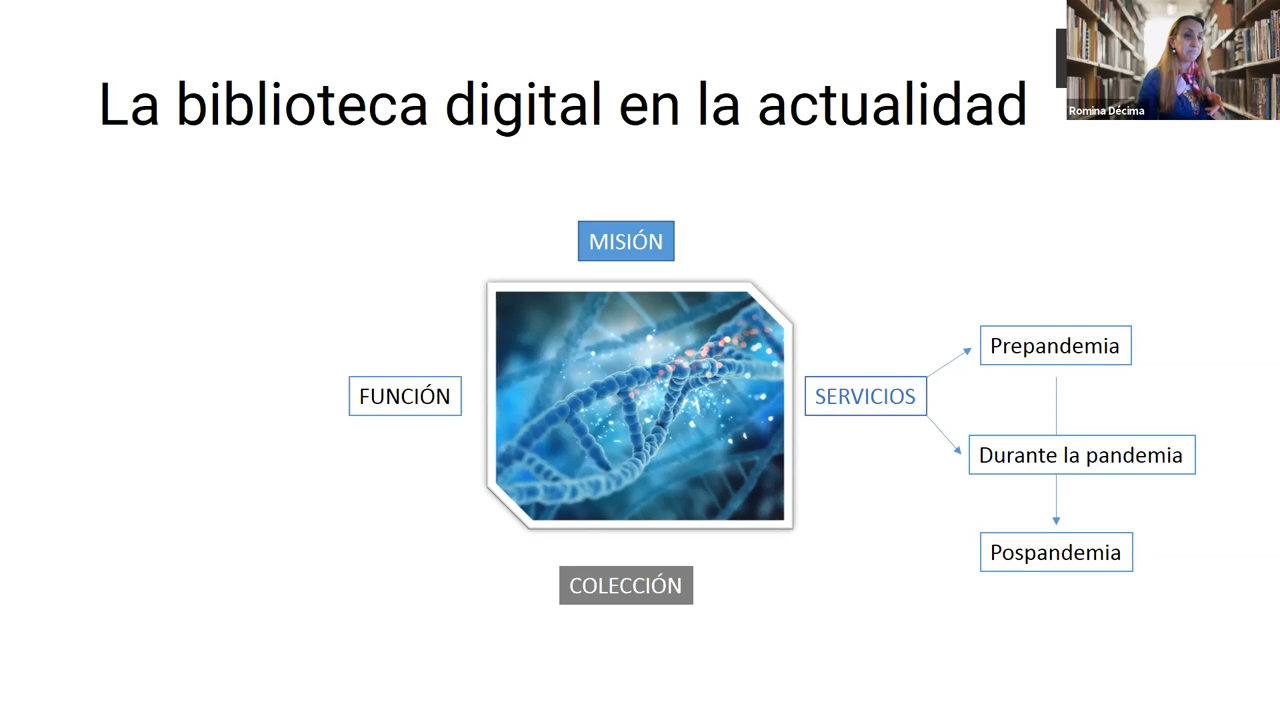 La biblioteca digital en la actualidad
Romina Décima
MISIÓN
FUNCIÓN
SERVICIOS
Prepandemia
Durante la pandemia
Pospandemia
COLECCIÓN